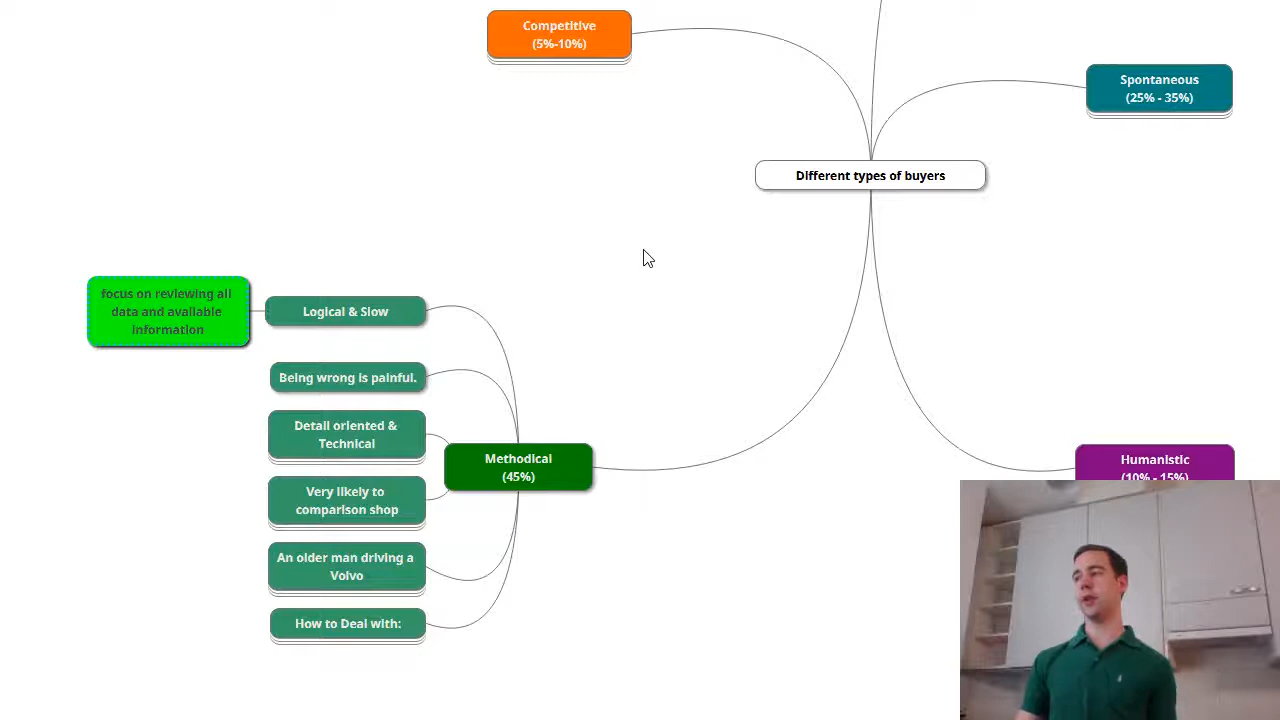 Competitive
(5%-10%)
Spontaneous
(25% - 35%)
Different types of buyers
focus on reviewing all
data and available
information
Logical & Slow
Being wrong is painful.
Detail oriented &
Technical
Methodical
(45%)
Very likely to
comparison shop
An older man driving a
Volvo
How to Deal with:
Humanistic
(10% - 15%)